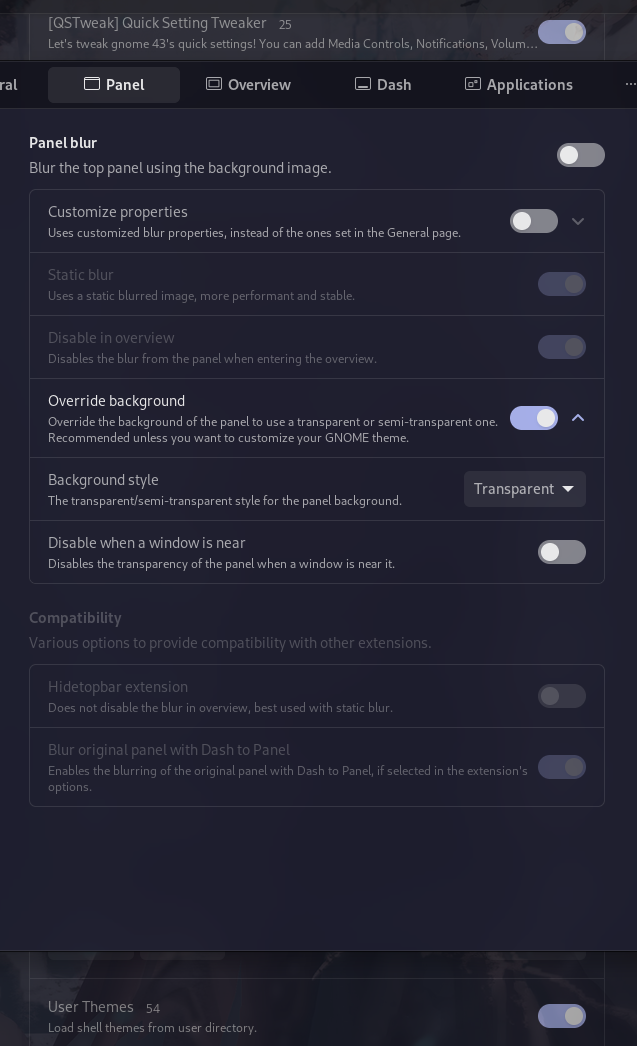 [QSTweak] Quick Setting Tweaker 25
Let's tweak gnome 43's quick settings! You can add Media Controls, Notifications, Volum...
ral Panel Overview Dash Applications ...
Panel blur
Blur the top panel using the background image.
Customize properties
Uses customized blur properties, instead of the ones set in the General page.
Static blur
Uses a static blurred image, more performant and stable.
Disable in overview
Disables the blur from the panel when entering the overview.
Override background
Override the background of the panel to use a transparent or semi-transparent one.
Recommended unless you want to customize your GNOME theme.
Background style
The transparent/semi-transparent style for the panel background.
Transparent
Disable when a window is near
Disables the transparency of the panel when a window is near it.
Compatibility
Various options to provide compatibility with other extensions.
Hidetopbar extension
Does not disable the blur in overview, best used with static blur.
Blur original panel with Dash to Panel
Enables the blurring of the original panel with Dash to Panel, if selected in the extension's
options.
User Themes 54
Load shell themes from user directory.